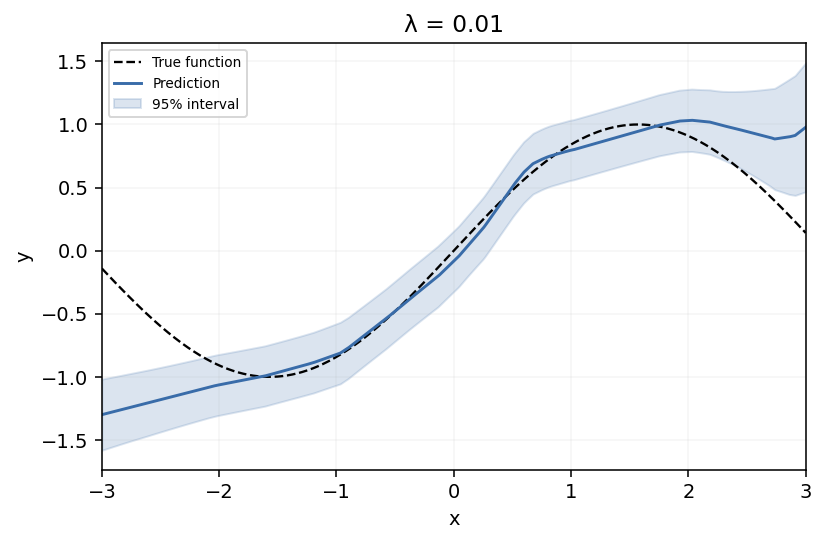 λ = 0.01
True function
Prediction
95% interval
1.5
1.0
0.5
0.0
−0.5
−1.0
−1.5
y
−3
−2
−1
0
1
2
3
x